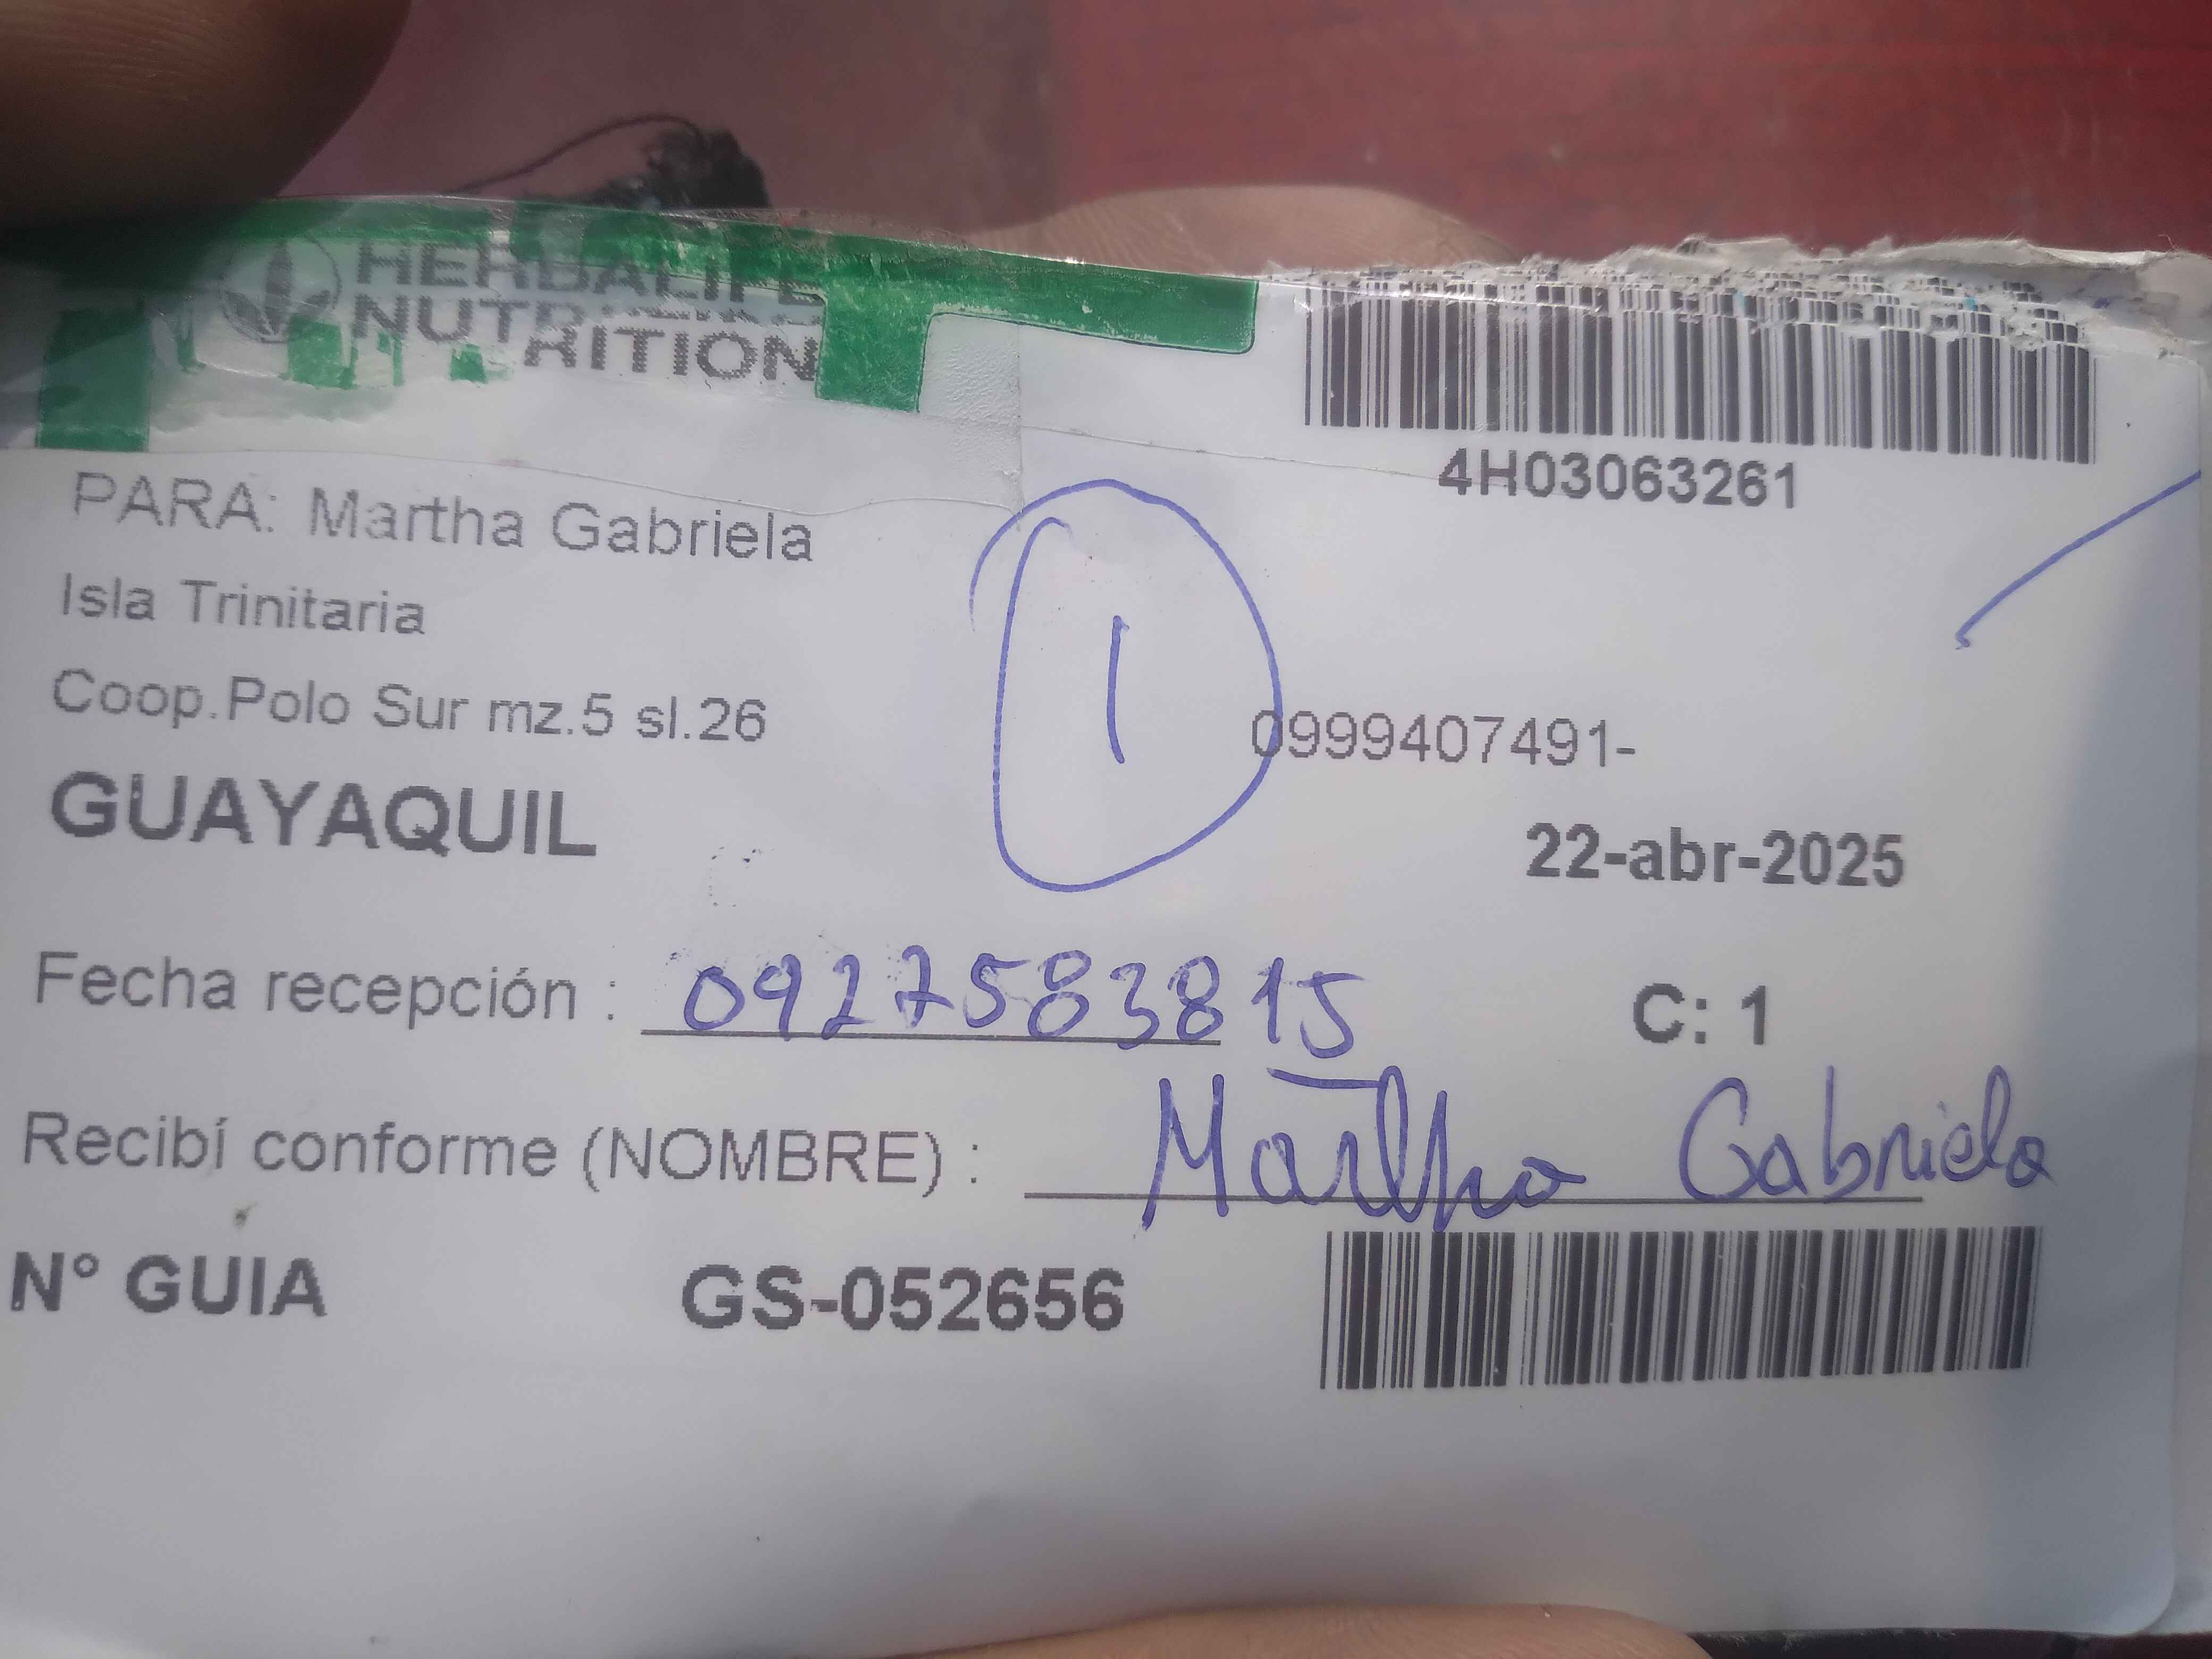 HERBALIFE
NUTRITION
4H03063261
PARA: Martha Gabriela
Isla Trinitaria
1
Coop.Polo Sur mz.5 sl.26
0999407491-
GUAYAQUIL
22-abr-2025
Fecha recepción : 0927583815
C: 1
Recibí conforme (NOMBRE) : Martha Gabriela
N° GUIA GS-052656